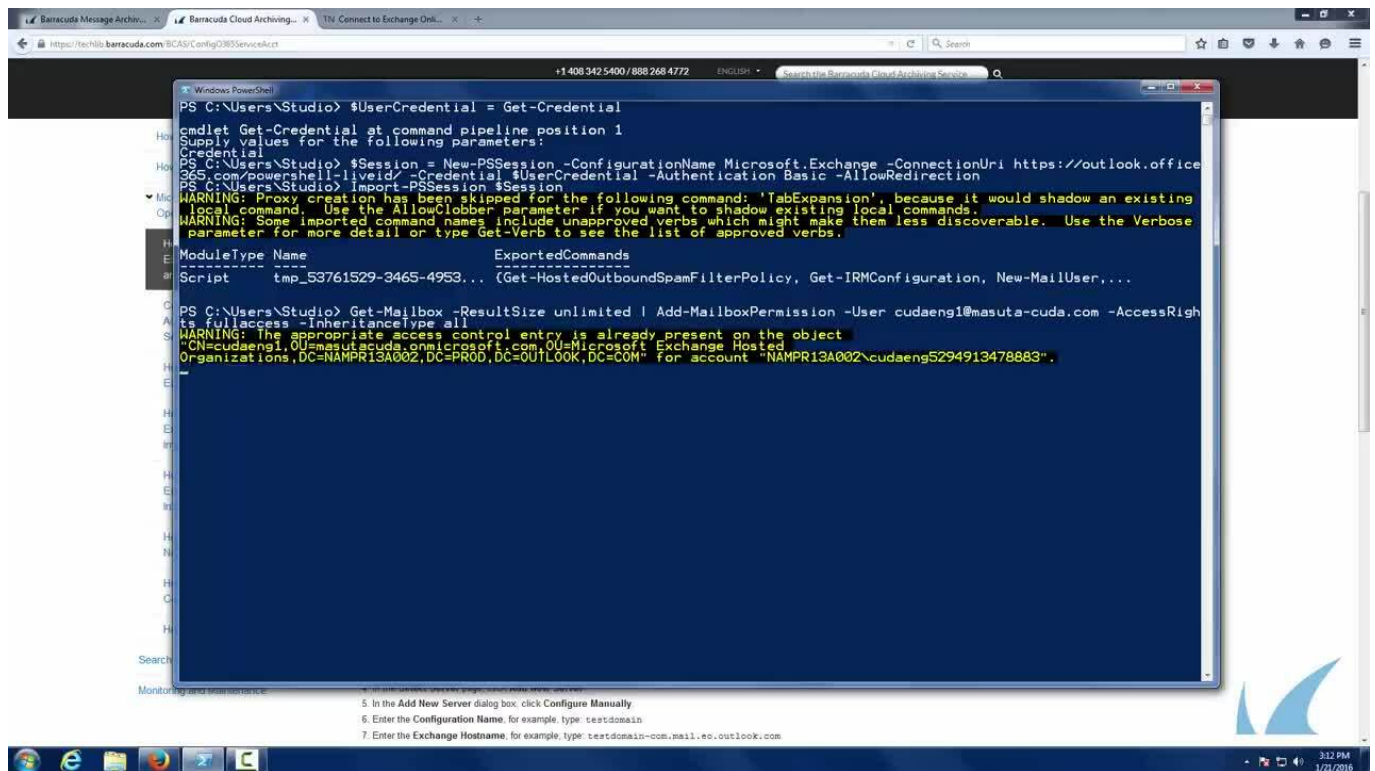 Barracuda Message Archiv...
Barracuda Cloud Archiving...
TN Connect to Exchange Onli...
https://techlib.barracuda.com/BCAS/ConfigO365ServiceAcct
Search
+1 408 342 5400 / 888 268 4772
ENGLISH
Search the Barracuda Cloud Archiving Service
Windows PowerShell
PS C:\Users\Studio> $UserCredential = Get-Credential
cmdlet Get-Credential at command pipeline position 1
Supply values for the following parameters:
Credential
PS C:\Users\Studio> $Session = New-PSSession -ConfigurationName Microsoft.Exchange -ConnectionUri https://outlook.office
365.com/powershell-liveid/ -Credential $UserCredential -Authentication Basic -AllowRedirection
PS C:\Users\Studio> Import-PSSession $Session
WARNING: Proxy creation has been skipped for the following command: 'TabExpansion', because it would shadow an existing
local command. Use the AllowClobber parameter if you want to shadow existing local commands.
WARNING: Some imported command names include unapproved verbs which might make them less discoverable. Use the Verbose
parameter for more detail or type Get-Verb to see the list of approved verbs.
ModuleType Name ExportedCommands
---------- ---- ----------------
Script tmp_53761529-3465-4953... {Get-HostedOutboundSpamFilterPolicy, Get-IRMConfiguration, New-MailUser,...
PS C:\Users\Studio> Get-Mailbox -ResultSize unlimited | Add-MailboxPermission -User cudaeng1@masuta-cuda.com -AccessRigh
ts fullaccess -InheritanceType all
WARNING: The appropriate access control entry is already present on the object
"CN=cudaeng1,OU=masutacuda.onmicrosoft.com,OU=Microsoft Exchange Hosted
Organizations,DC=NAMPR13A002,DC=PROD,DC=OUTLOOK,DC=COM" for account "NAMPR13A002\cudaeng5294913478883".
Search
Monitoring and Maintenance
5. In the Add New Server dialog box, click Configure Manually
6. Enter the Configuration Name, for example, type: testdomain
7. Enter the Exchange Hostname, for example, type: testdomain-com.mail.eo.outlook.com
3:12 PM
1/21/2016